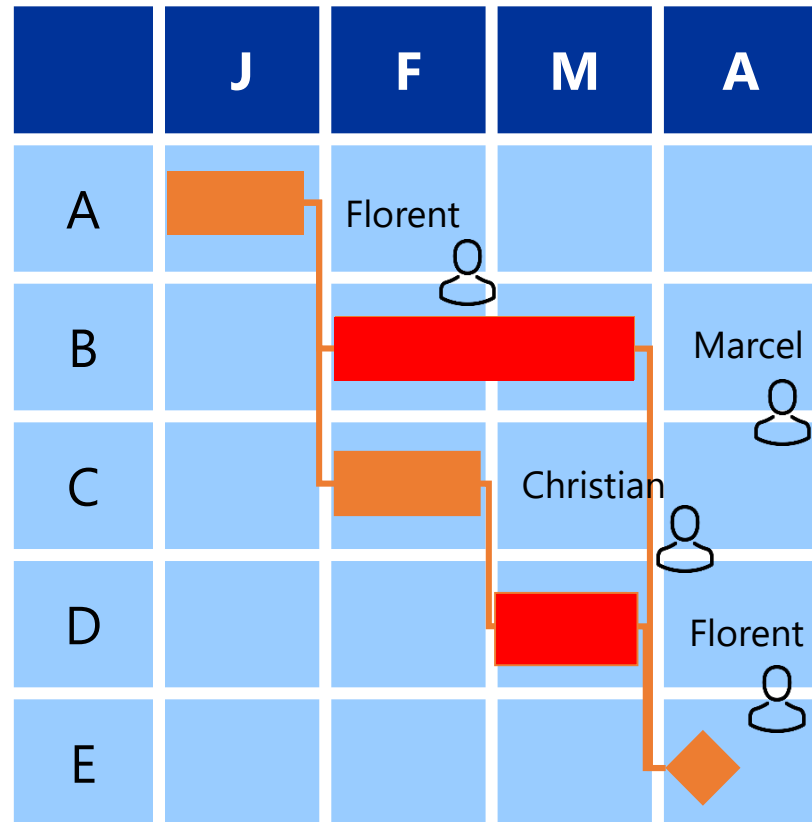 J F M A
A
Florent
B
Marcel
C
Christian
D
Florent
E